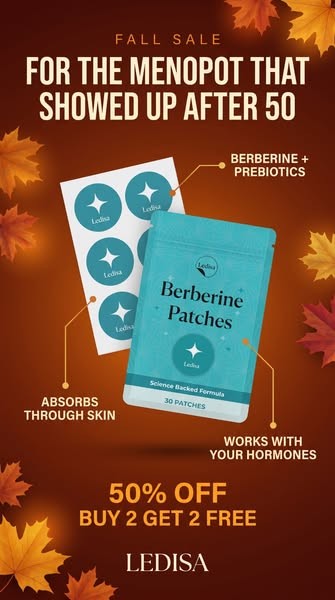 FALL SALE
FOR THE MENOPOT THAT
SHOWED UP AFTER 50
BERBERINE +
PREBIOTICS
Ledisa
Ledisa
Ledisa
Ledisa
Ledisa
Berberine
Patches
Ledisa
Science Backed Formula
30 PATCHES
ABSORBS
THROUGH SKIN
WORKS WITH
YOUR HORMONES
50% OFF
BUY 2 GET 2 FREE
LEDISA